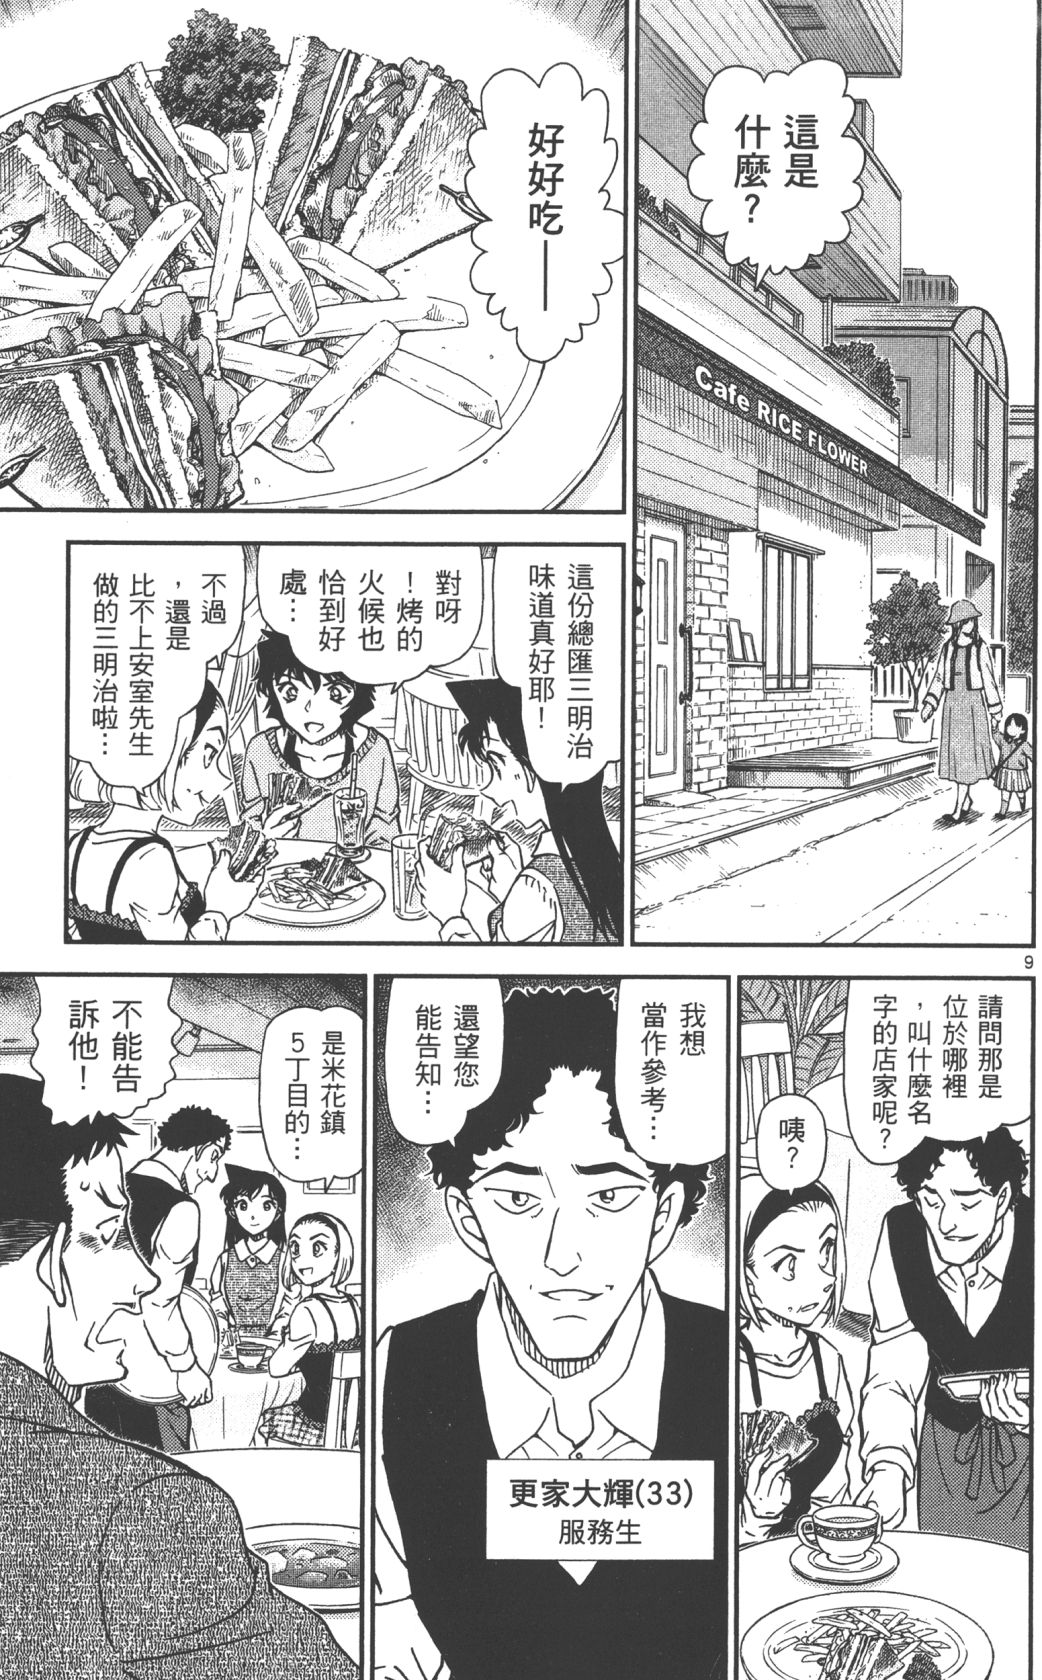 這是
什麼？
Cafe RICE FLOWER
好好吃——
這份總匯三明治
味道真好耶！
對呀
！烤的
火候也
恰到好
處…
不過
，還是
比不上安室先生
做的三明治啦…
9
請問那是
位於哪裡
，叫什麼名
字的店家呢？
咦？
我想
當作參考…
還望您
能告知…
更家大輝(33)
服務生
是米花鎮
5丁目的…
不能告
訴他！